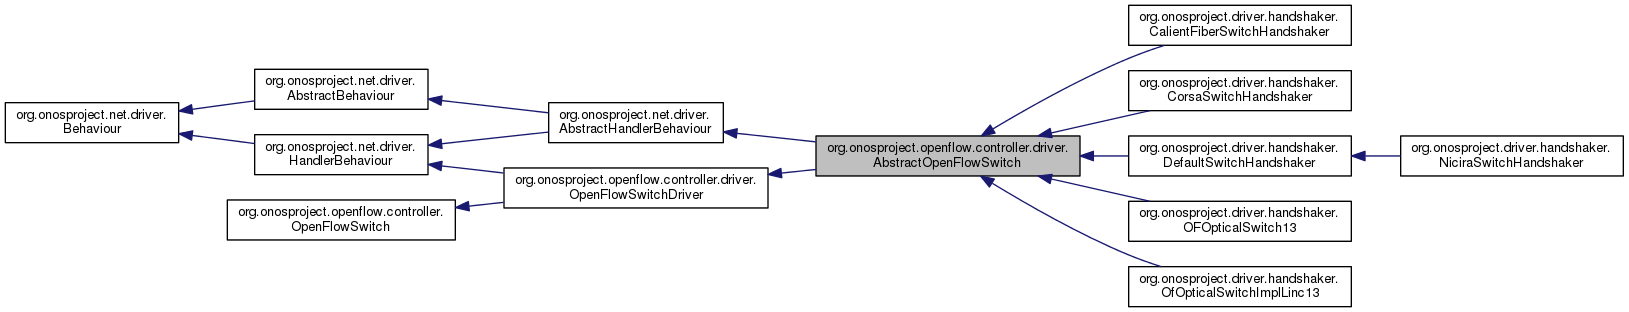 org.onosproject.net.driver.
Behaviour
org.onosproject.net.driver.
AbstractBehaviour
org.onosproject.net.driver.
HandlerBehaviour
org.onosproject.openflow.controller.
OpenFlowSwitch
org.onosproject.net.driver.
AbstractHandlerBehaviour
org.onosproject.openflow.controller.driver.
OpenFlowSwitchDriver
org.onosproject.openflow.controller.driver.
AbstractOpenFlowSwitch
org.onosproject.driver.handshaker.
CalientFiberSwitchHandshaker
org.onosproject.driver.handshaker.
CorsaSwitchHandshaker
org.onosproject.driver.handshaker.
DefaultSwitchHandshaker
org.onosproject.driver.handshaker.
OFOpticalSwitch13
org.onosproject.driver.handshaker.
OfOpticalSwitchImplLinc13
org.onosproject.driver.handshaker.
NiciraSwitchHandshaker